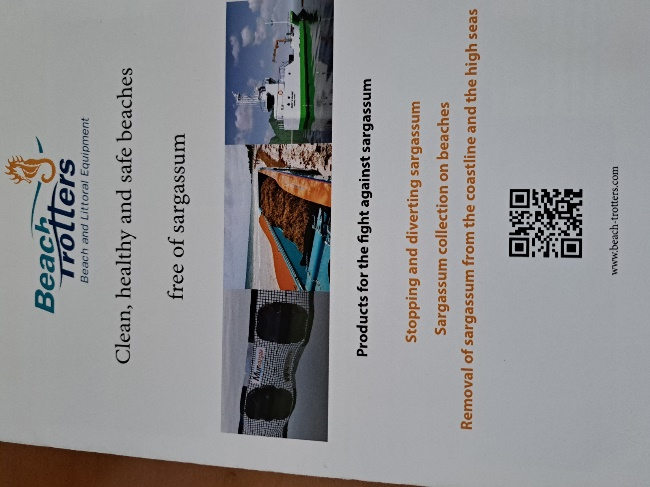 Beach
Trotters
Beach and Littoral Equipment
Clean, healthy and safe beaches
free of sargassum
Products for the fight against sargassum
Stopping and diverting sargassum
Sargassum collection on beaches
Removal of sargassum from the coastline and the high seas
www.beach-trotters.com